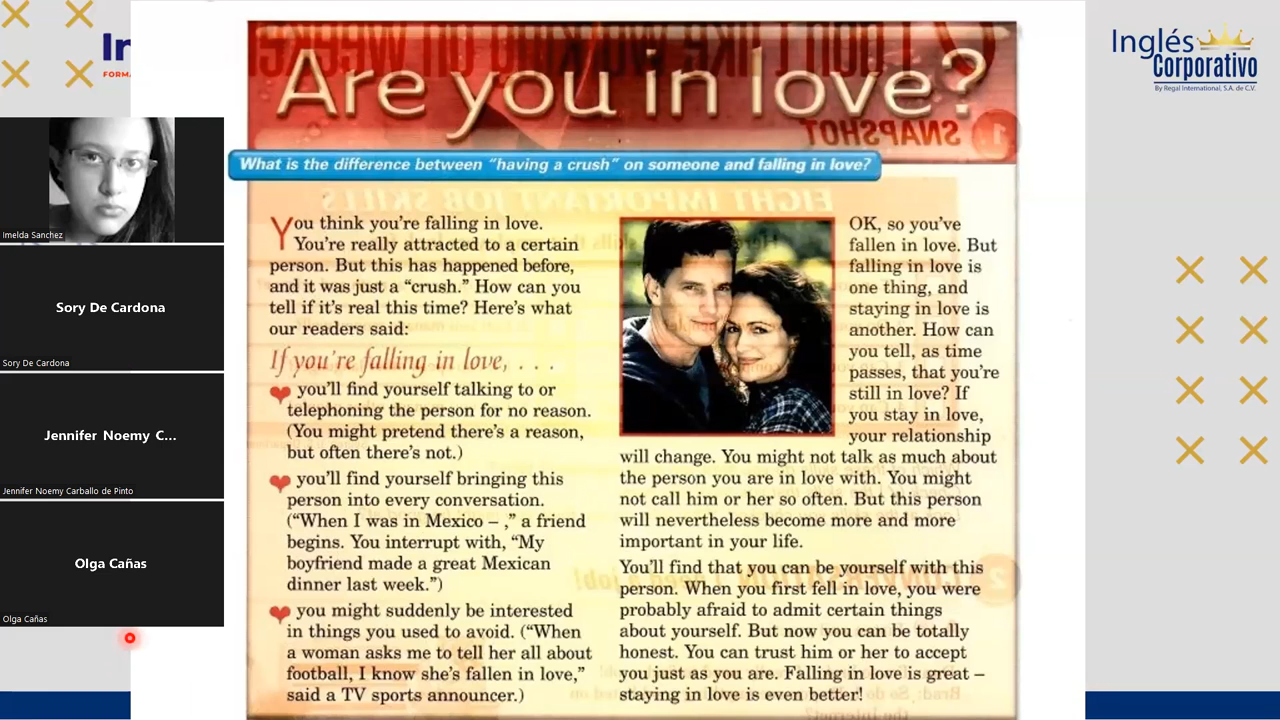 In
FORMA
Inglés
Corporativo
By Regal International, S.A. de C.V.
Imelda Sanchez
Sory De Cardona
Sory De Cardona
Jennifer Noemy C...
Jennifer Noemy Carballo de Pinto
Olga Cañas
Olga Cañas
Are you in love?
SNAPSHOT
1
What is the difference between "having a crush" on someone and falling in love?
EIGHT IMPORTANT JOB SKILLS
You think you're falling in love.
You're really attracted to a certain
person. But this has happened before,
and it was just a "crush." How can you
tell if it's real this time? Here's what
our readers said:
If you're falling in love, . . .
you'll find yourself talking to or
telephoning the person for no reason.
(You might pretend there's a reason,
but often there's not.)
you'll find yourself bringing this
person into every conversation.
("When I was in Mexico – ," a friend
begins. You interrupt with, "My
boyfriend made a great Mexican
dinner last week.")
you might suddenly be interested
in things you used to avoid. ("When
a woman asks me to tell her all about
football, I know she's fallen in love,"
said a TV sports announcer.)
OK, so you've
fallen in love. But
falling in love is
one thing, and
staying in love is
another. How can
you tell, as time
passes, that you're
still in love? If
you stay in love,
your relationship
will change. You might not talk as much about
the person you are in love with. You might
not call him or her so often. But this person
will nevertheless become more and more
important in your life.
You'll find that you can be yourself with this
person. When you first fell in love, you were
probably afraid to admit certain things
about yourself. But now you can be totally
honest. You can trust him or her to accept
you just as you are. Falling in love is great –
staying in love is even better!